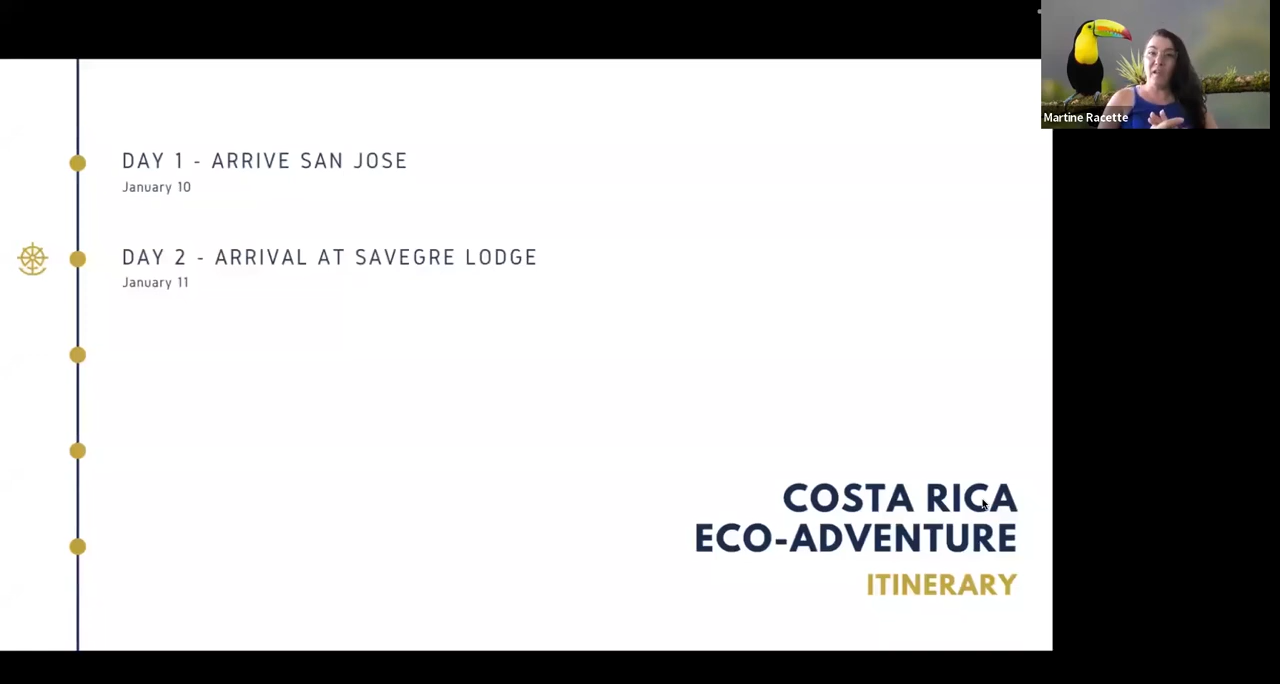 Martine Racette
DAY 1 - ARRIVE SAN JOSE
January 10
DAY 2 - ARRIVAL AT SAVEGRE LODGE
January 11
COSTA RICA
ECO-ADVENTURE
ITINERARY